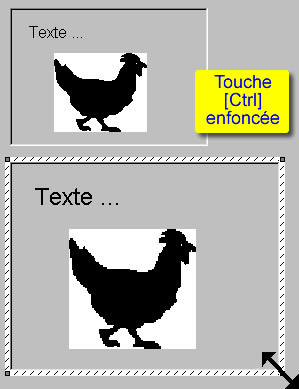 Texte ...
Touche
[Ctrl]
enfoncée
Texte ...